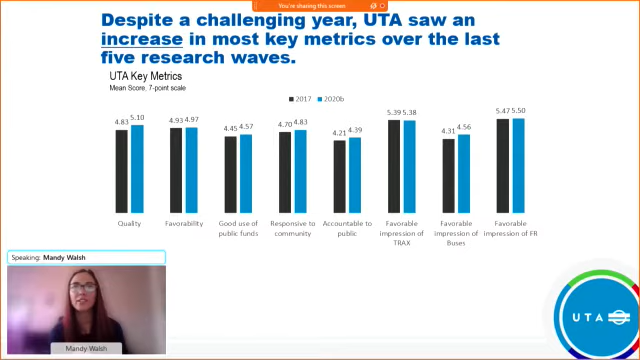 You're sharing this screen
Despite a challenging year, UTA saw an
increase in most key metrics over the last
five research waves.
UTA Key Metrics
Mean Score, 7-point scale
2017 2020b
4.83 5.10 4.93 4.97 4.45 4.57 4.70 4.83 4.21 4.39 5.39 5.38 4.31 4.56 5.47 5.50
Quality Favorability Good use of Responsive to Accountable to Favorable Favorable Favorable
public funds community public impression of impression of impression of FR
TRAX Buses
Speaking: Mandy Walsh
Mandy Walsh
UTA